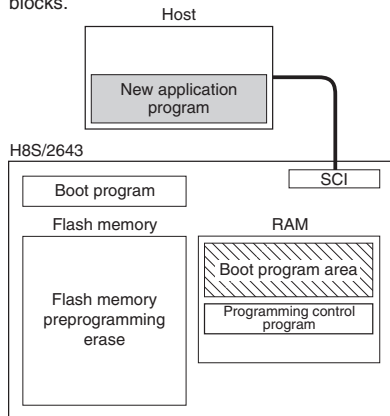 blocks.
Host
New application
program
H8S/2643
SCI
Boot program
Flash memory
RAM
Boot program area
Flash memory
preprogramming
erase
Programming control
program